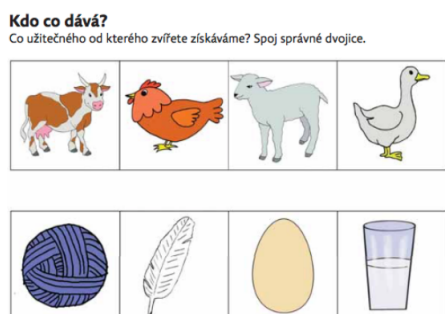 Kdo co dává?
Co užitečného od kterého zvířete získáváme? Spoj správné dvojice.